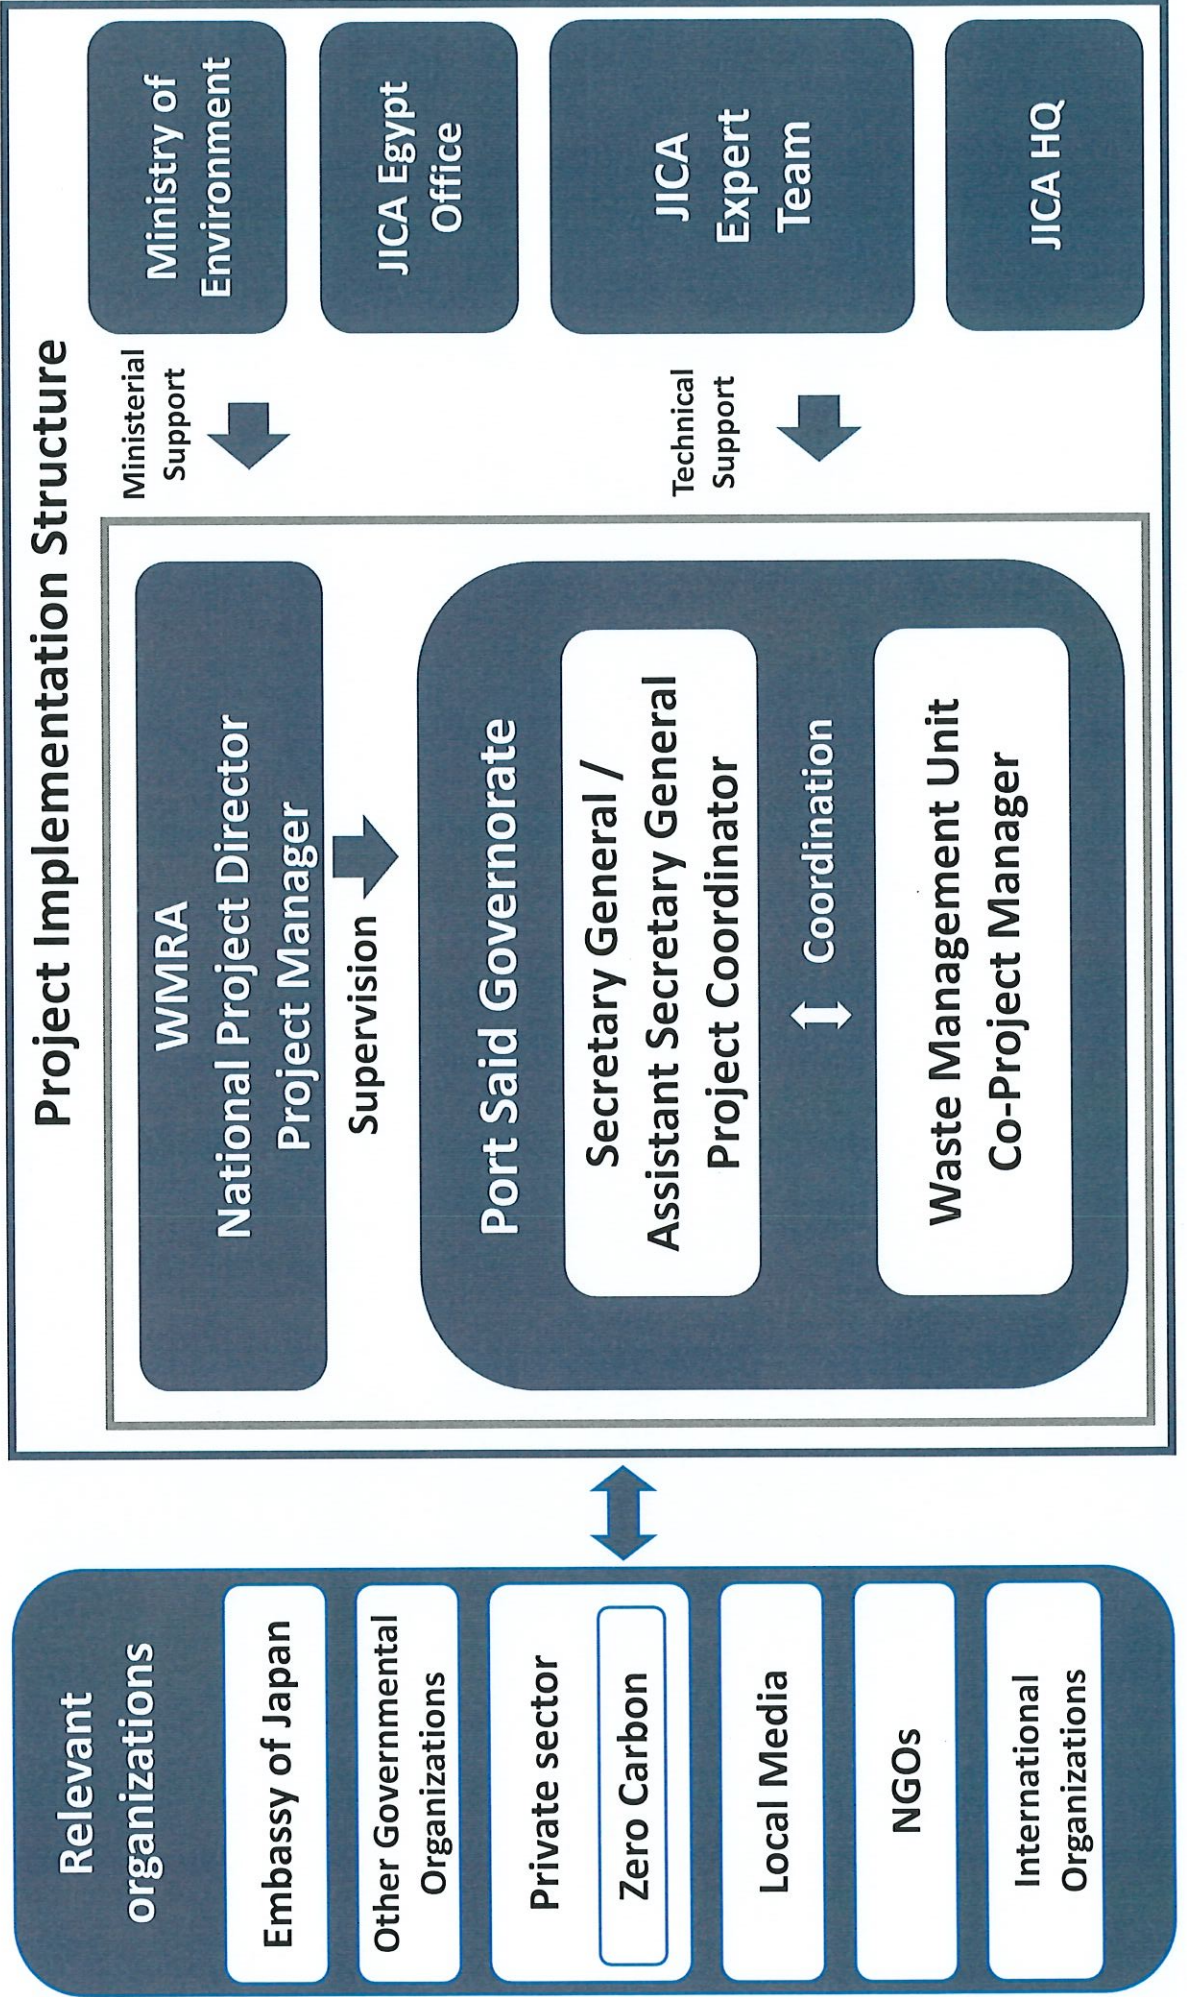 Project Implementation Structure
Relevant
organizations
Embassy of Japan
Other Governmental
Organizations
Private sector
Zero Carbon
Local Media
NGOs
International
Organizations
WMRA
National Project Director
Project Manager
Supervision
Port Said Governorate
Secretary General /
Assistant Secretary General
Project Coordinator
Coordination
Waste Management Unit
Co-Project Manager
Ministerial
Support
Technical
Support
Ministry of
Environment
JICA Egypt
Office
JICA
Expert
Team
JICA HQ